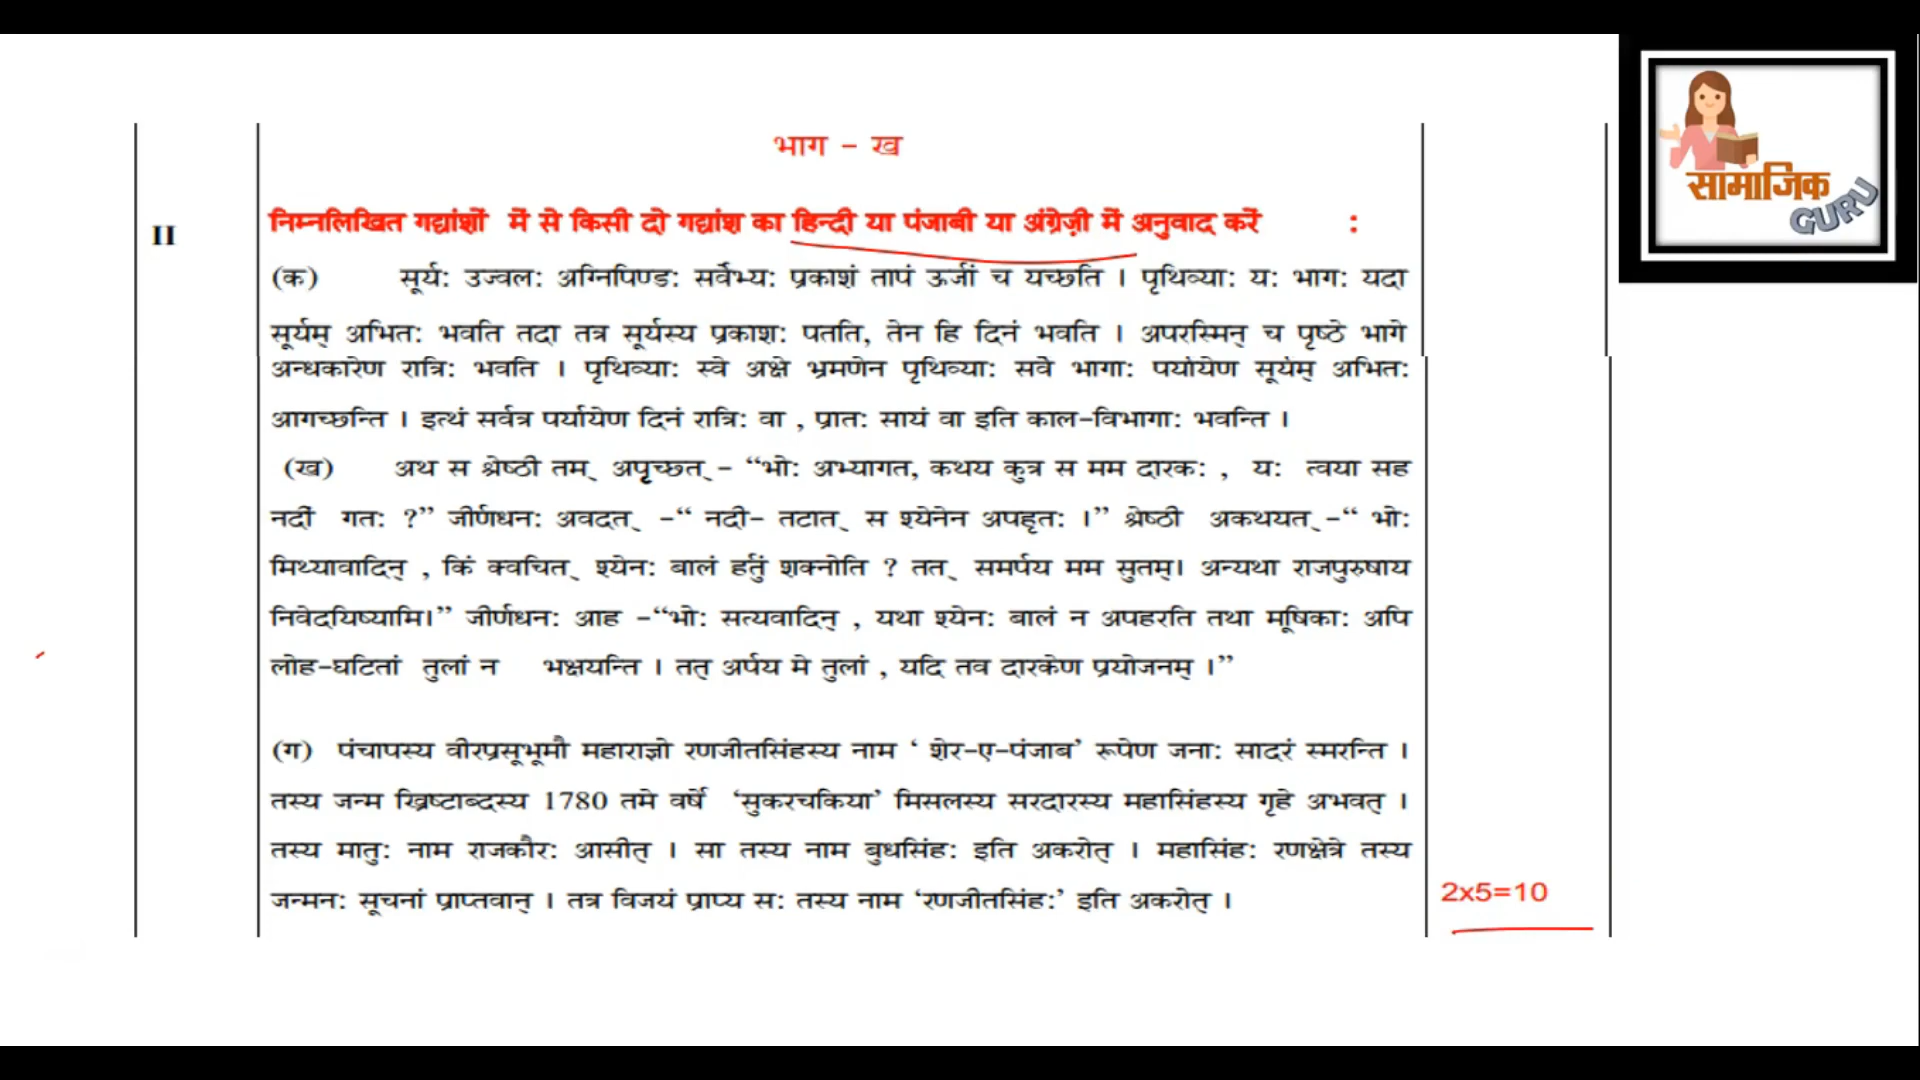 सामाजिक
GURU
भाग - ख
II
निम्नलिखित गद्यांशों में से किसी दो गद्यांश का हिन्दी या पंजाबी या अंग्रेज़ी में अनुवाद करें :
(क) सूर्य: उज्वल: अग्निपिण्ड: सर्वेभ्य: प्रकाशं तापं ऊर्जां च यच्छति । पृथिव्या: य: भाग: यदा
सूर्यम् अभित: भवति तदा तत्र सूर्यस्य प्रकाश: पतति, तेन हि दिनं भवति । अपरस्मिन् च पृष्ठे भागे
अन्धकारेण रात्रि: भवति । पृथिव्या: स्वे अक्षे भ्रमणेन पृथिव्या: सर्वे भागा: पर्यायेण सूर्यम् अभित:
आगच्छन्ति । इत्थं सर्वत्र पर्यायेण दिनं रात्रि: वा , प्रात: सायं वा इति काल-विभागा: भवन्ति ।
(ख) अथ स श्रेष्ठी तम् अपृच्छत् - “भो: अभ्यागत, कथय कुत्र स मम दारक: , य: त्वया सह
नदीं गत: ?” जीर्णधन: अवदत् -“ नदी- तटात् स श्येनेन अपहृत: ।” श्रेष्ठी अकथयत् -“ भो:
मिथ्यावादिन् , किं क्वचित् श्येन: बालं हर्तुं शक्नोति ? तत् समर्पय मम सुतम्। अन्यथा राजपुरुषाय
निवेदयिष्यामि।” जीर्णधन: आह -“भो: सत्यवादिन् , यथा श्येन: बालं न अपहरति तथा मूषिका: अपि
लोह-घटितां तुलां न भक्षयन्ति । तत् अर्पय मे तुलां , यदि तव दारकेण प्रयोजनम् ।”
(ग) पंचापस्य वीरप्रसूभूमौ महाराज्ञो रणजीतसिंहस्य नाम ‘ शेर-ए-पंजाब’ रूपेण जना: सादरं स्मरन्ति ।
तस्य जन्म ख्रिष्टाब्दस्य 1780 तमे वर्षे ‘सुकरचकिया’ मिसलस्य सरदारस्य महासिंहस्य गृहे अभवत् ।
तस्य मातु: नाम राजकौर: आसीत् । सा तस्य नाम बुधसिंह: इति अकरोत् । महासिंह: रणक्षेत्रे तस्य
जन्मन: सूचनां प्राप्तवान् । तत्र विजयं प्राप्य स: तस्य नाम ‘रणजीतसिंह:’ इति अकरोत् ।
2x5=10